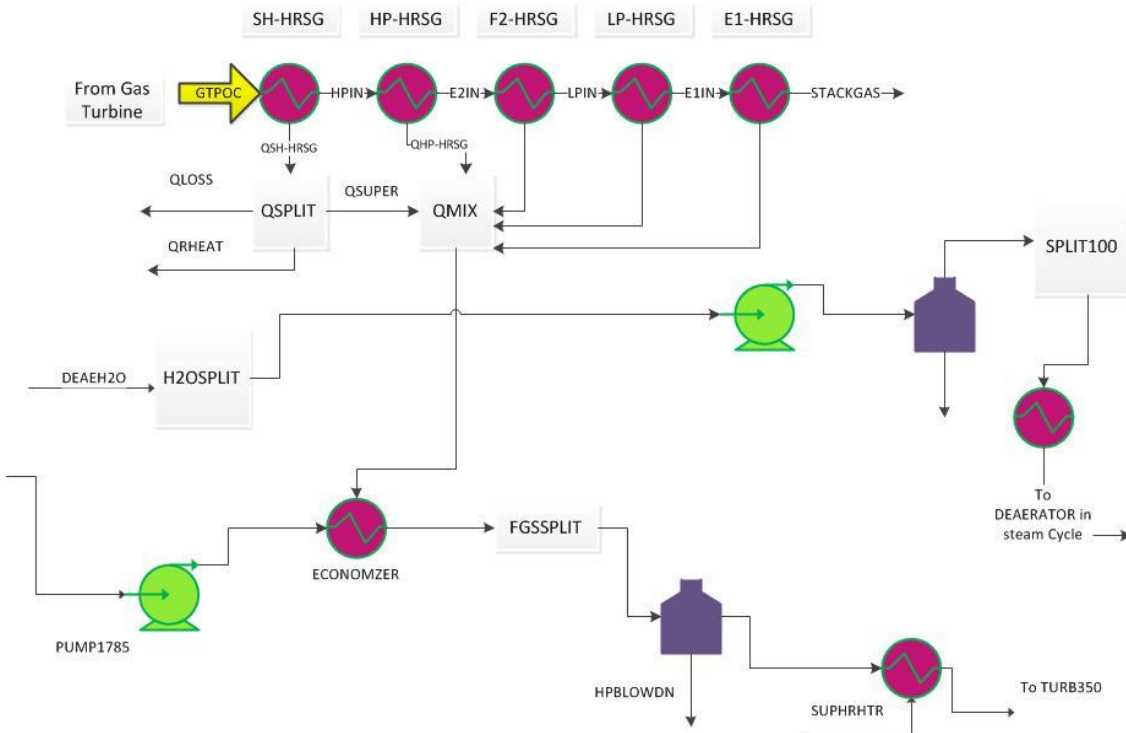 SH-HRSG
HP-HRSG
F2-HRSG
LP-HRSG
E1-HRSG
From Gas
Turbine
GTPOC
HPIN
E2IN
LPIN
E1IN
STACKGAS
QSH-HRSG
QHP-HRSG
QLOSS
QSPLIT
QSUPER
QMIX
QRHEAT
SPLIT100
DEAEH2O
H2OSPLIT
To
DEAERATOR in
steam Cycle
FGSSPLIT
ECONOMZER
PUMP1785
HPBLOWDN
SUPHRHTR
To TURB350